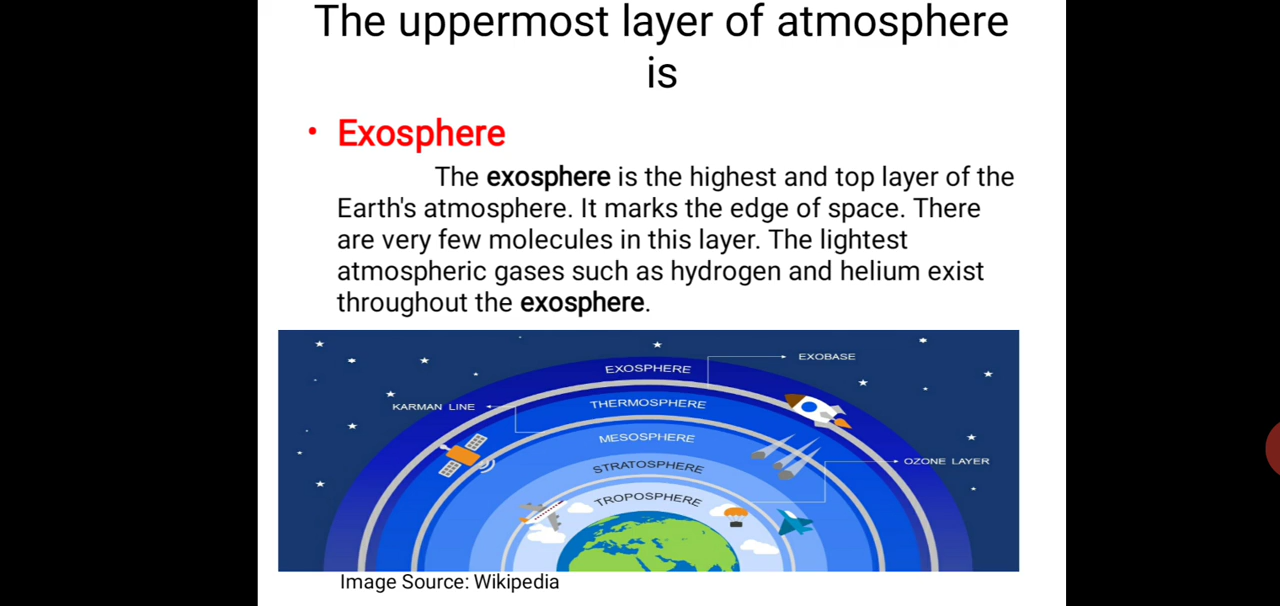 The uppermost layer of atmosphere
is
• Exosphere
The exosphere is the highest and top layer of the
Earth's atmosphere. It marks the edge of space. There
are very few molecules in this layer. The lightest
atmospheric gases such as hydrogen and helium exist
throughout the exosphere.
EXOBASE
EXOSPHERE
KARMAN LINE
THERMOSPHERE
MESOSPHERE
OZONE LAYER
STRATOSPHERE
TROPOSPHERE
Image Source: Wikipedia